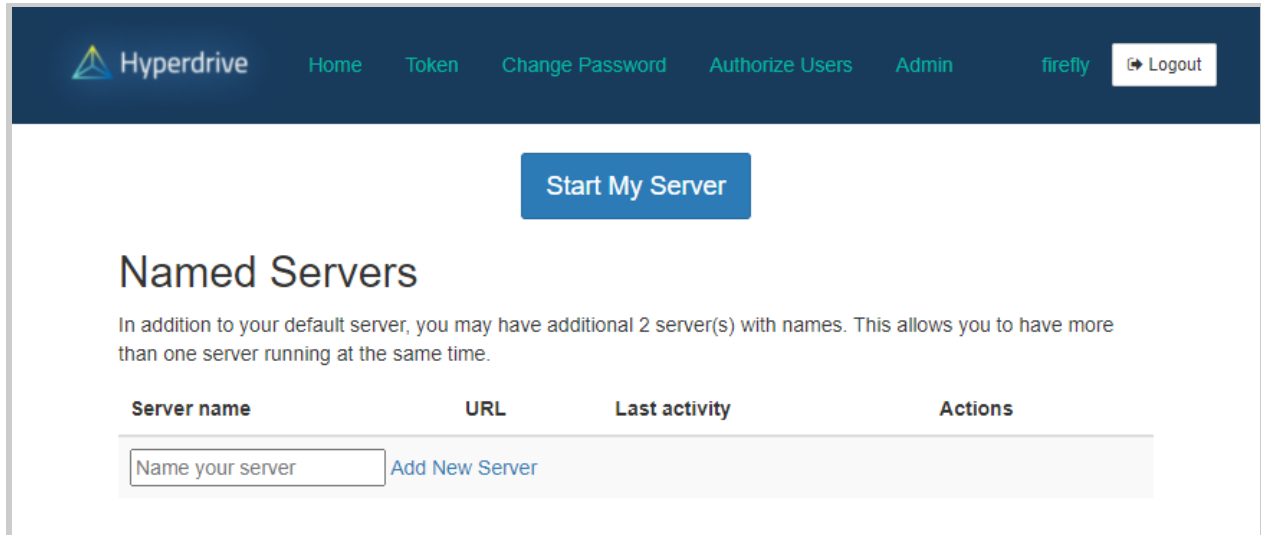 Hyperdrive Home Token Change Password Authorize Users Admin firefly Logout
Start My Server
Named Servers
In addition to your default server, you may have additional 2 server(s) with names. This allows you to have more
than one server running at the same time.
Server name URL Last activity Actions
Name your server Add New Server